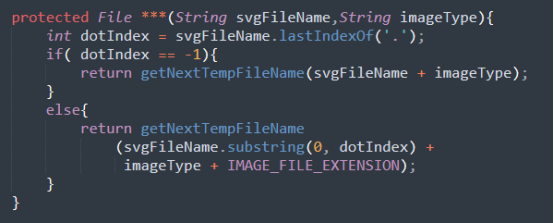 protected File ***(String svgFileName,String imageType){
    int dotIndex = svgFileName.lastIndexOf('.');
    if( dotIndex == -1){
        return getNextTempFileName(svgFileName + imageType);
    }
    else{
        return getNextTempFileName
            (svgFileName.substring(0, dotIndex) +
             imageType + IMAGE_FILE_EXTENSION);
    }
}